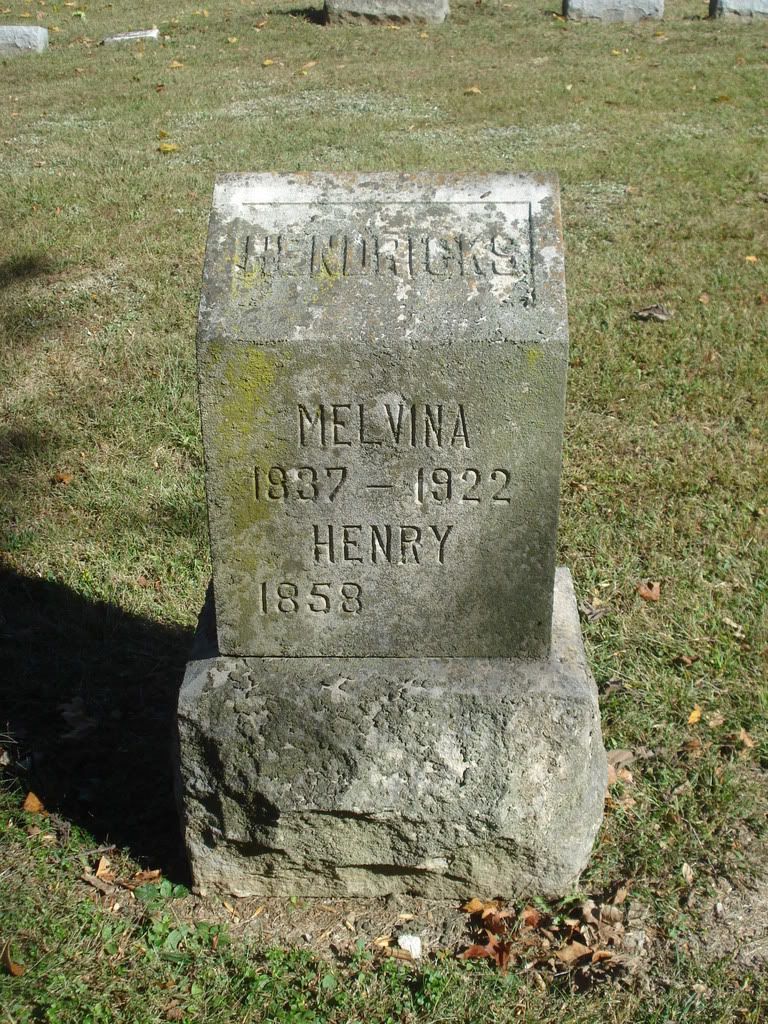 HENDRICKS
MELVINA
1837 – 1922
HENRY
1858